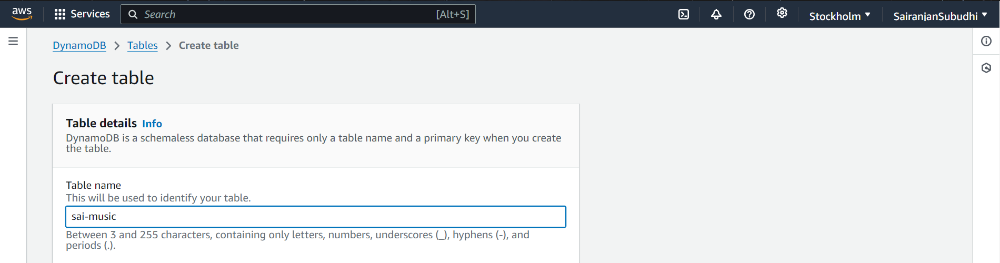 aws Services Search [Alt+S] Stockholm SairanjanSubudhi
DynamoDB Tables Create table
Create table
Table details Info
DynamoDB is a schemaless database that requires only a table name and a primary key when you create
the table.
Table name
This will be used to identify your table.
sai-music
Between 3 and 255 characters, containing only letters, numbers, underscores (_), hyphens (-), and
periods (.).